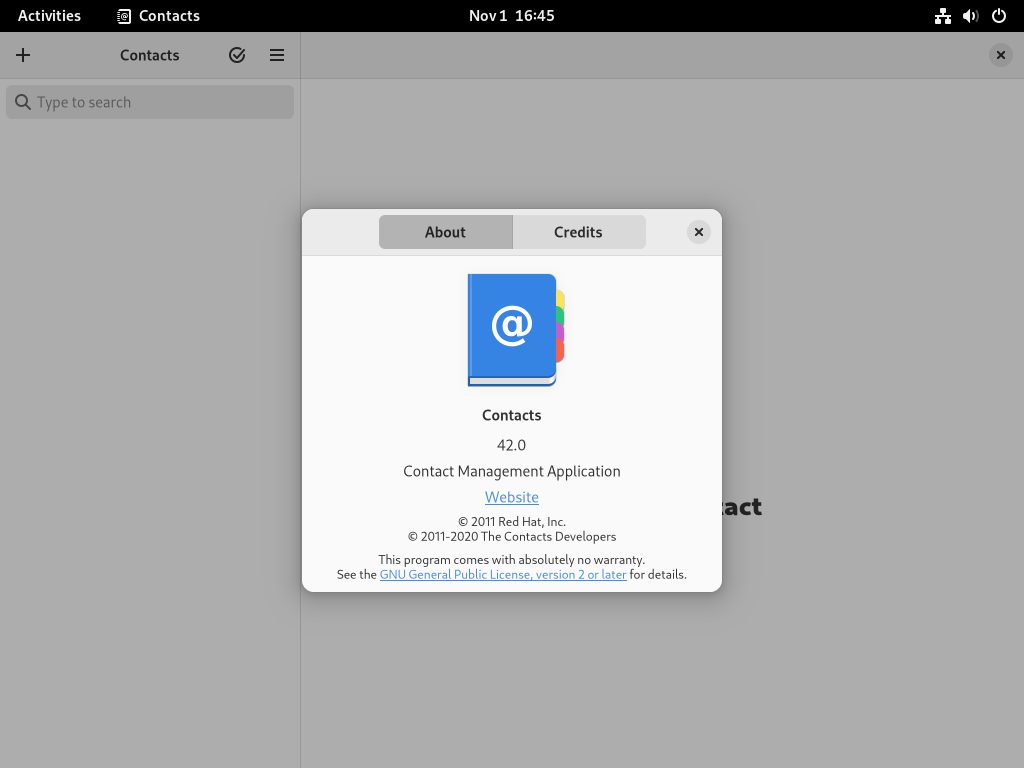 Activities
Contacts
Nov 1 16:45
Contacts
Type to search
About
Credits
@
Contacts
42.0
Contact Management Application
Website
© 2011 Red Hat, Inc.
© 2011-2020 The Contacts Developers
This program comes with absolutely no warranty.
See the GNU General Public License, version 2 or later for details.